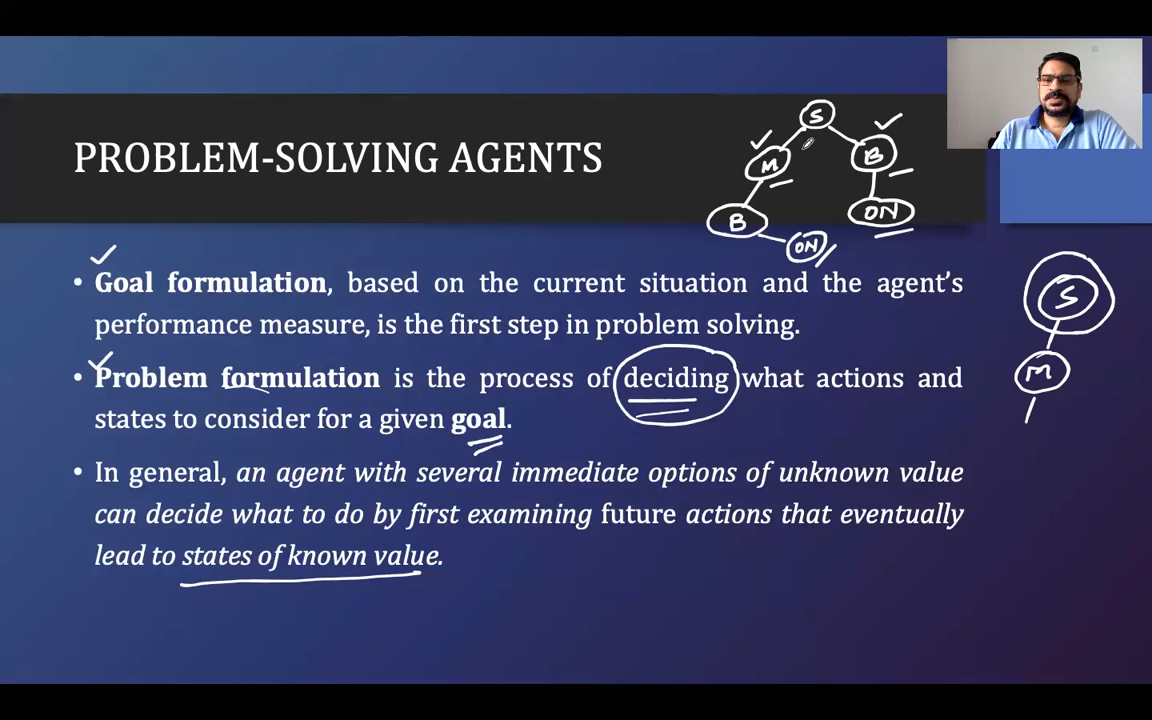 PROBLEM-SOLVING AGENTS
S
M
B
B
ON
ON
• Goal formulation, based on the current situation and the agent's
performance measure, is the first step in problem solving.
• Problem formulation is the process of deciding what actions and
states to consider for a given goal.
• In general, an agent with several immediate options of unknown value
can decide what to do by first examining future actions that eventually
lead to states of known value.
S
M